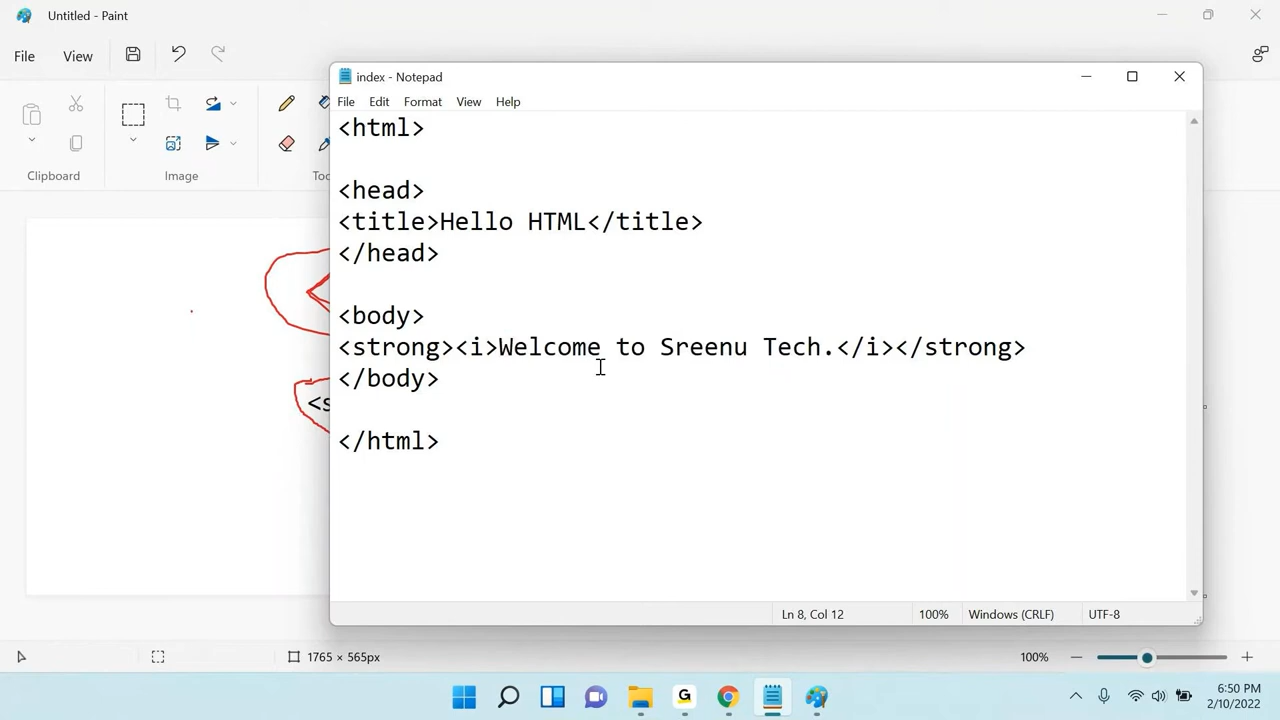 Untitled - Paint
File View
index - Notepad
File Edit Format View Help
Clipboard
Image
<html>
<head>
<title>Hello HTML</title>
</head>
<body>
<strong><i>Welcome to Sreenu Tech.</i></strong>
</body>
</html>
<s
Ln 8, Col 12
100%
Windows (CRLF)
UTF-8
1765 × 565px
100%
G
6:50 PM
2/10/2022